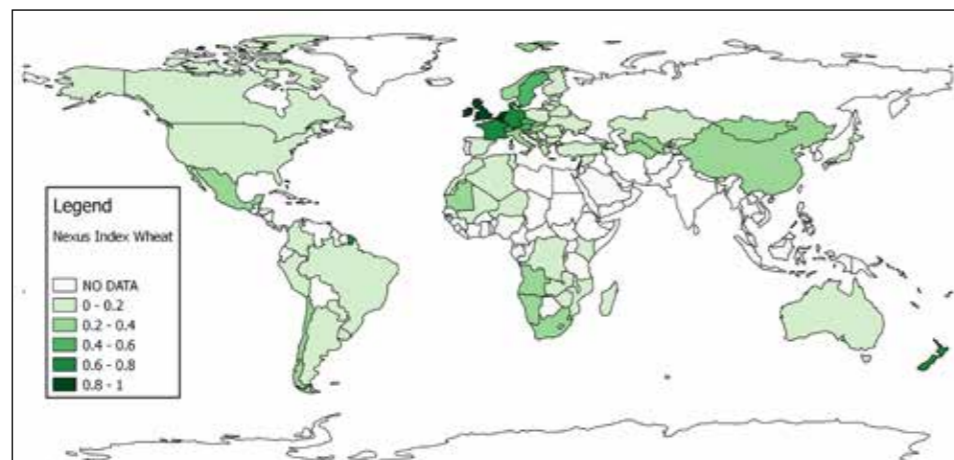 Legend
Nexus Index Wheat
NO DATA
0 - 0.2
0.2 - 0.4
0.4 - 0.6
0.6 - 0.8
0.8 - 1